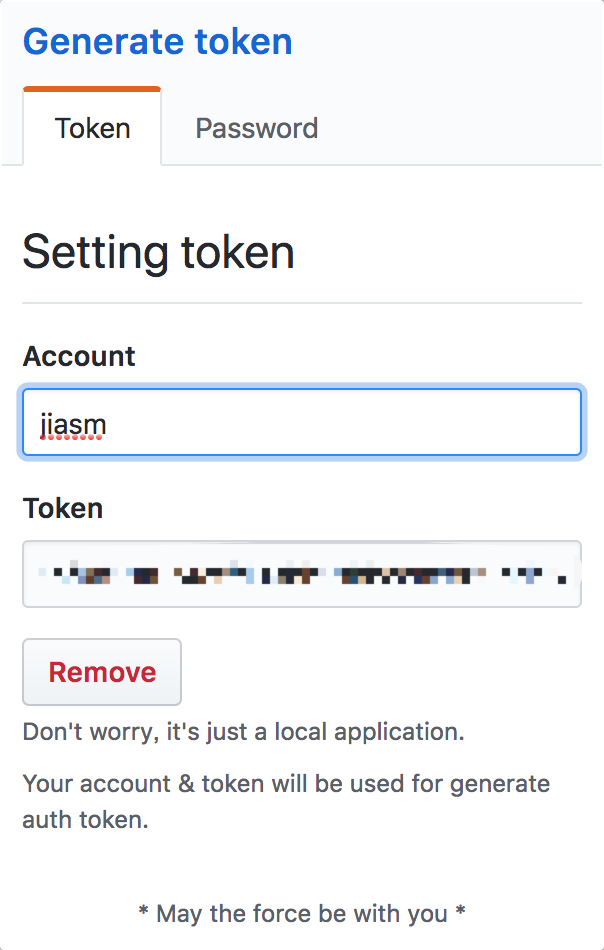 Generate token
Token Password
Setting token
Account
jiasm
Token
Remove
Don't worry, it's just a local application.
Your account & token will be used for generate
auth token.
* May the force be with you *